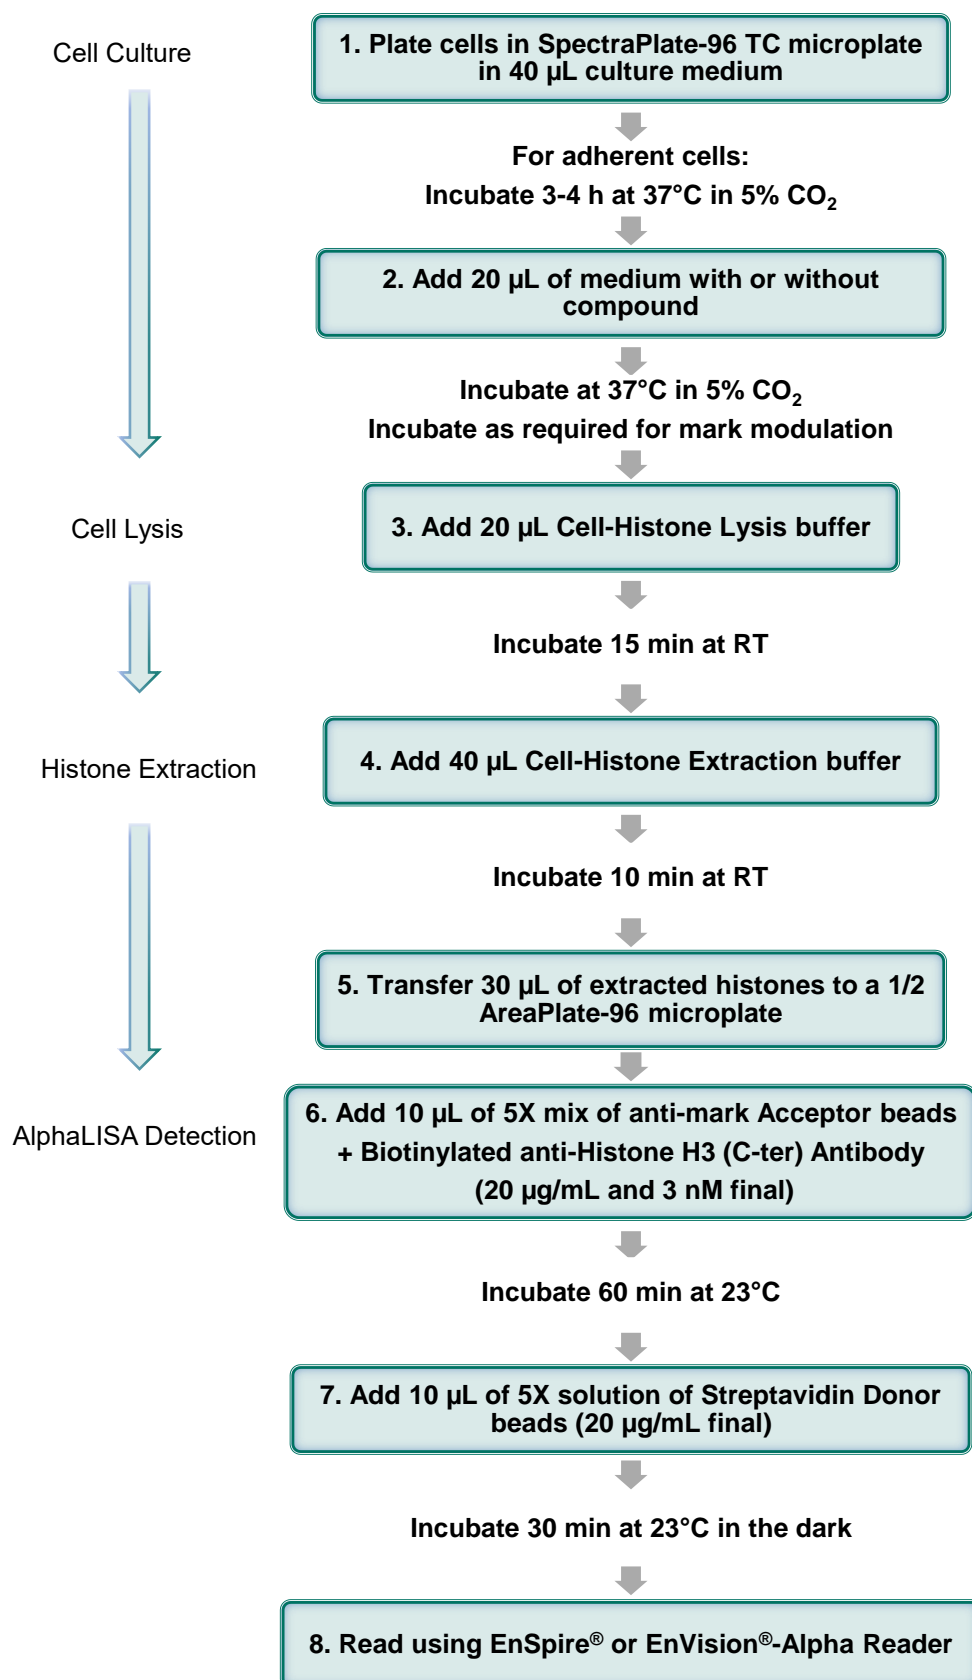 Cell Culture
1. Plate cells in SpectraPlate-96 TC microplate
in 40 µL culture medium
For adherent cells:
Incubate 3-4 h at 37°C in 5% CO₂
2. Add 20 µL of medium with or without
compound
Incubate at 37°C in 5% CO₂
Incubate as required for mark modulation
Cell Lysis
3. Add 20 µL Cell-Histone Lysis buffer
Incubate 15 min at RT
Histone Extraction
4. Add 40 µL Cell-Histone Extraction buffer
Incubate 10 min at RT
5. Transfer 30 µL of extracted histones to a 1/2
AreaPlate-96 microplate
AlphaLISA Detection
6. Add 10 µL of 5X mix of anti-mark Acceptor beads
+ Biotinylated anti-Histone H3 (C-ter) Antibody
(20 µg/mL and 3 nM final)
Incubate 60 min at 23°C
7. Add 10 µL of 5X solution of Streptavidin Donor
beads (20 µg/mL final)
Incubate 30 min at 23°C in the dark
8. Read using EnSpire® or EnVision®-Alpha Reader